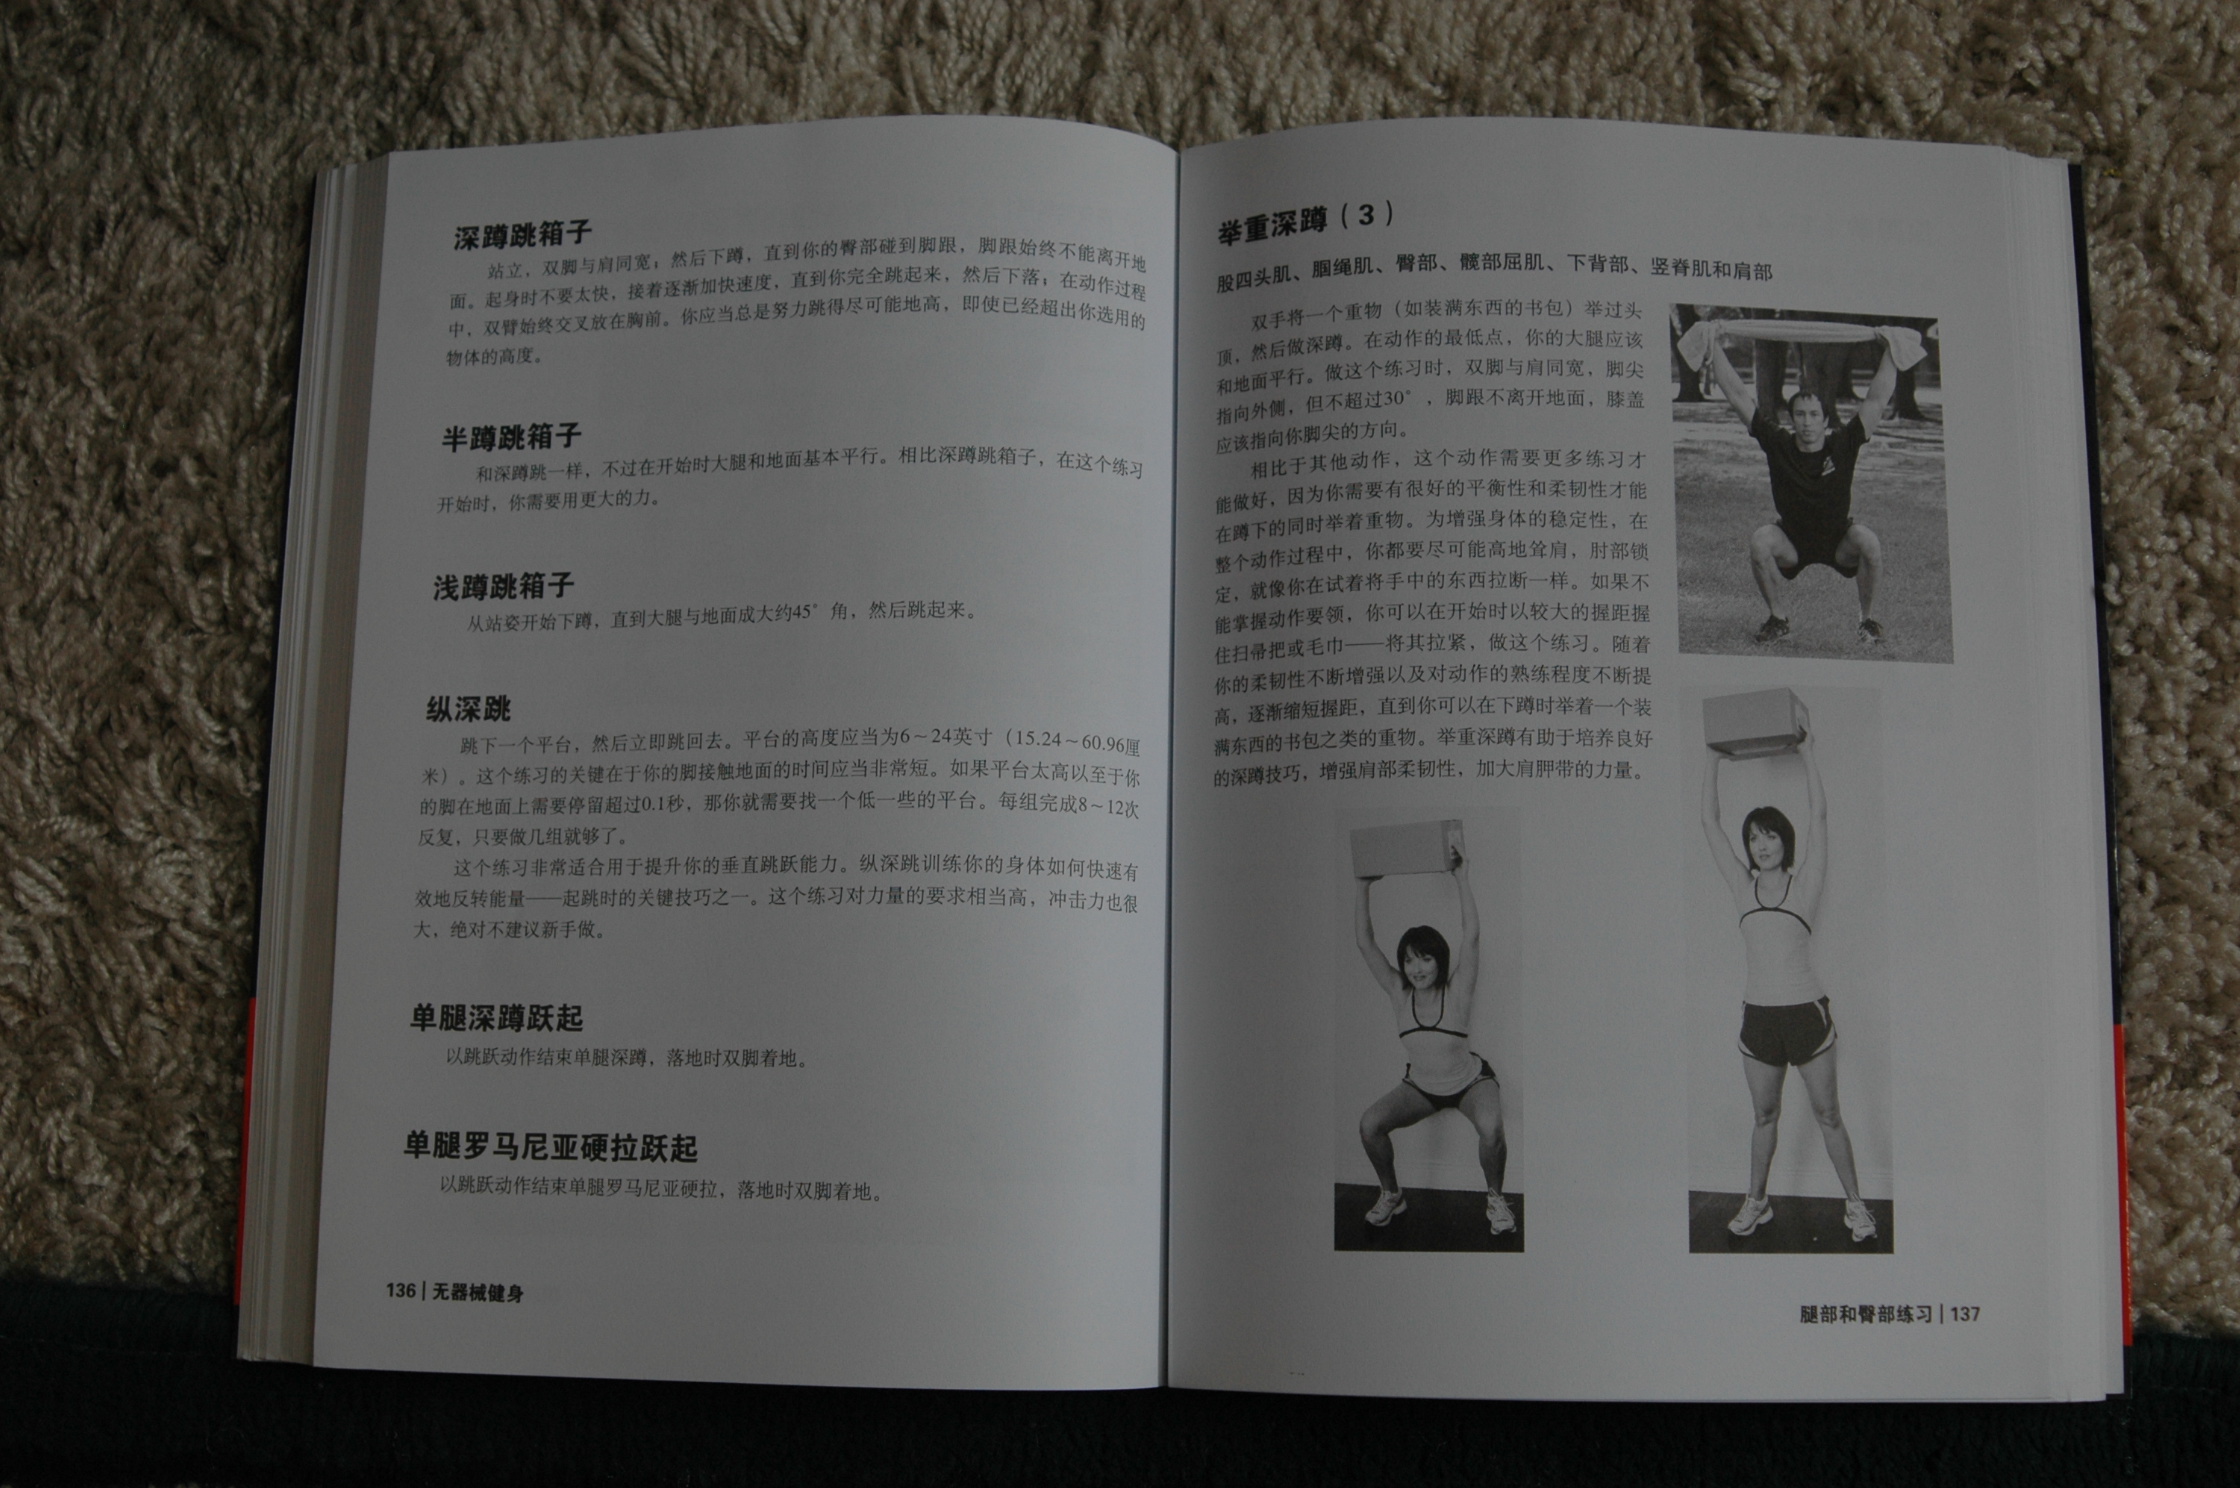 深蹲跳箱子
站立，双脚与肩同宽；然后下蹲，直到你的臀部碰到脚跟，脚跟始终不能离开地
面。起身时不要太快，接着逐渐加快速度，直到你完全跳起来，然后下落；在动作过程
中，双臂始终交叉放在胸前。你应当总是努力跳得尽可能地高，即使已经超出你选用的
物体的高度。
半蹲跳箱子
和深蹲跳一样，不过在开始时大腿和地面基本平行。相比深蹲跳箱子，在这个练习
开始时，你需要用更大的力。
浅蹲跳箱子
从站姿开始下蹲，直到大腿与地面成大约45°角，然后跳起来。
纵深跳
跳下一个平台，然后立即跳回去。平台的高度应当为6～24英寸（15.24～60.96厘
米）。这个练习的关键在于你的脚接触地面的时间应当非常短。如果平台太高以至于你
的脚在地面上需要停留超过0.1秒，那你就需要找一个低一些的平台。每组完成8～12次
反复，只要做几组就够了。
这个练习非常适合用于提升你的垂直跳跃能力。纵深跳训练你的身体如何快速有
效地反转能量——起跳时的关键技巧之一。这个练习对力量的要求相当高，冲击力也很
大，绝对不建议新手做。
单腿深蹲跃起
以跳跃动作结束单腿深蹲，落地时双脚着地。
单腿罗马尼亚硬拉跃起
以跳跃动作结束单腿罗马尼亚硬拉，落地时双脚着地。
136 | 无器械健身
举重深蹲（3）
股四头肌、腘绳肌、臀部、髋部屈肌、下背部、竖脊肌和肩部
双手将一个重物（如装满东西的书包）举过头
顶，然后做深蹲。在动作的最低点，你的大腿应该
和地面平行。做这个练习时，双脚与肩同宽，脚尖
指向外侧，但不超过30°，脚跟不离开地面，膝盖
应该指向你脚尖的方向。
相比于其他动作，这个动作需要更多练习才
能做好，因为你需要有很好的平衡性和柔韧性才能
在蹲下的同时举着重物。为增强身体的稳定性，在
整个动作过程中，你都要尽可能高地耸肩，肘部锁
定，就像你在试着将手中的东西拉断一样。如果不
能掌握动作要领，你可以在开始时以较大的握距握
住扫帚把或毛巾——将其拉紧，做这个练习。随着
你的柔韧性不断增强以及对动作的熟练程度不断提
高，逐渐缩短握距，直到你可以在下蹲时举着一个装
满东西的书包之类的重物。举重深蹲有助于培养良好
的深蹲技巧，增强肩部柔韧性，加大肩胛带的力量。
腿部和臀部练习 | 137